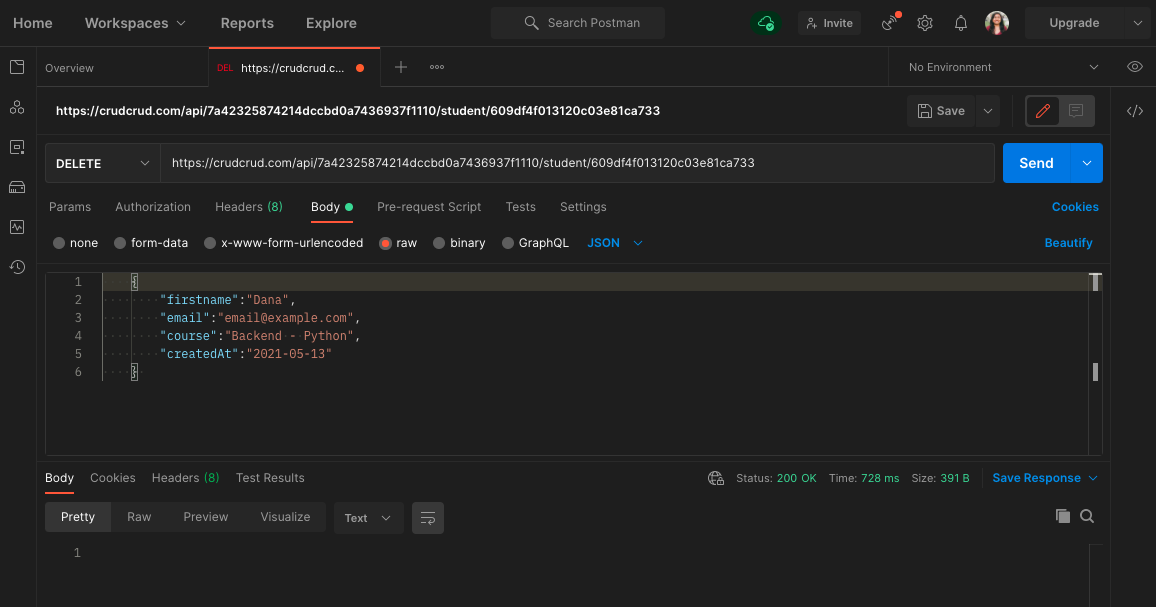 Home Workspaces Reports Explore Search Postman Invite Upgrade
Overview DEL https://crudcrud.c... No Environment
https://crudcrud.com/api/7a42325874214dccbd0a7436937f1110/student/609df4f013120c03e81ca733 Save
DELETE https://crudcrud.com/api/7a42325874214dccbd0a7436937f1110/student/609df4f013120c03e81ca733 Send
Params Authorization Headers (8) Body Pre-request Script Tests Settings Cookies
none form-data x-www-form-urlencoded raw binary GraphQL JSON Beautify
1 {
2 "firstname":"Dana",
3 "email":"email@example.com",
4 "course":"Backend - Python",
5 "createdAt":"2021-05-13"
6 }
Body Cookies Headers (8) Test Results Status: 200 OK Time: 728 ms Size: 391 B Save Response
Pretty Raw Preview Visualize Text
1